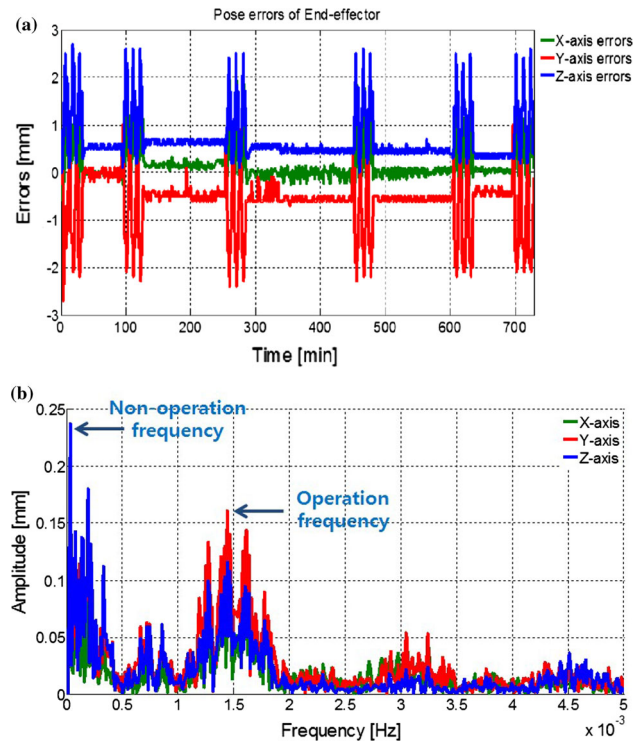 (a)
Pose errors of End-effector
X-axis errors
Y-axis errors
Z-axis errors
Errors [mm]
3
2
1
0
-1
-2
-3
0 100 200 300 400 500 600 700
Time [min]
(b)
Non-operation
frequency
Operation
frequency
X-axis
Y-axis
Z-axis
Amplitude [mm]
0.25
0.2
0.15
0.1
0.05
0
0 0.5 1 1.5 2 2.5 3 3.5 4 4.5 5
Frequency [Hz]
× 10⁻³